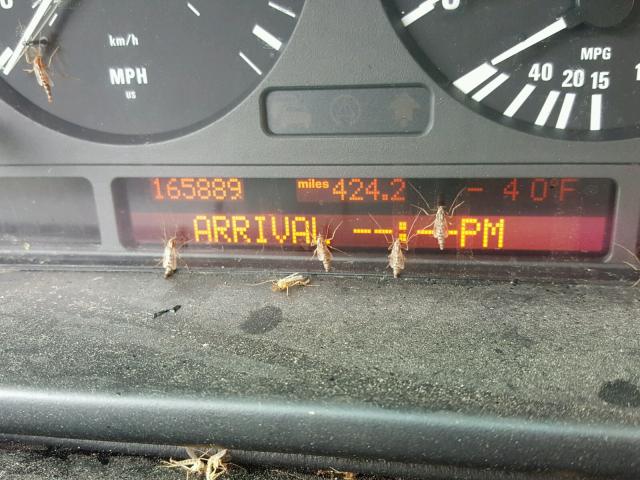 km/h
MPH
US
MPG
40 20 15
165889 miles 424.2 - 40°F
ARRIVAL --:--PM